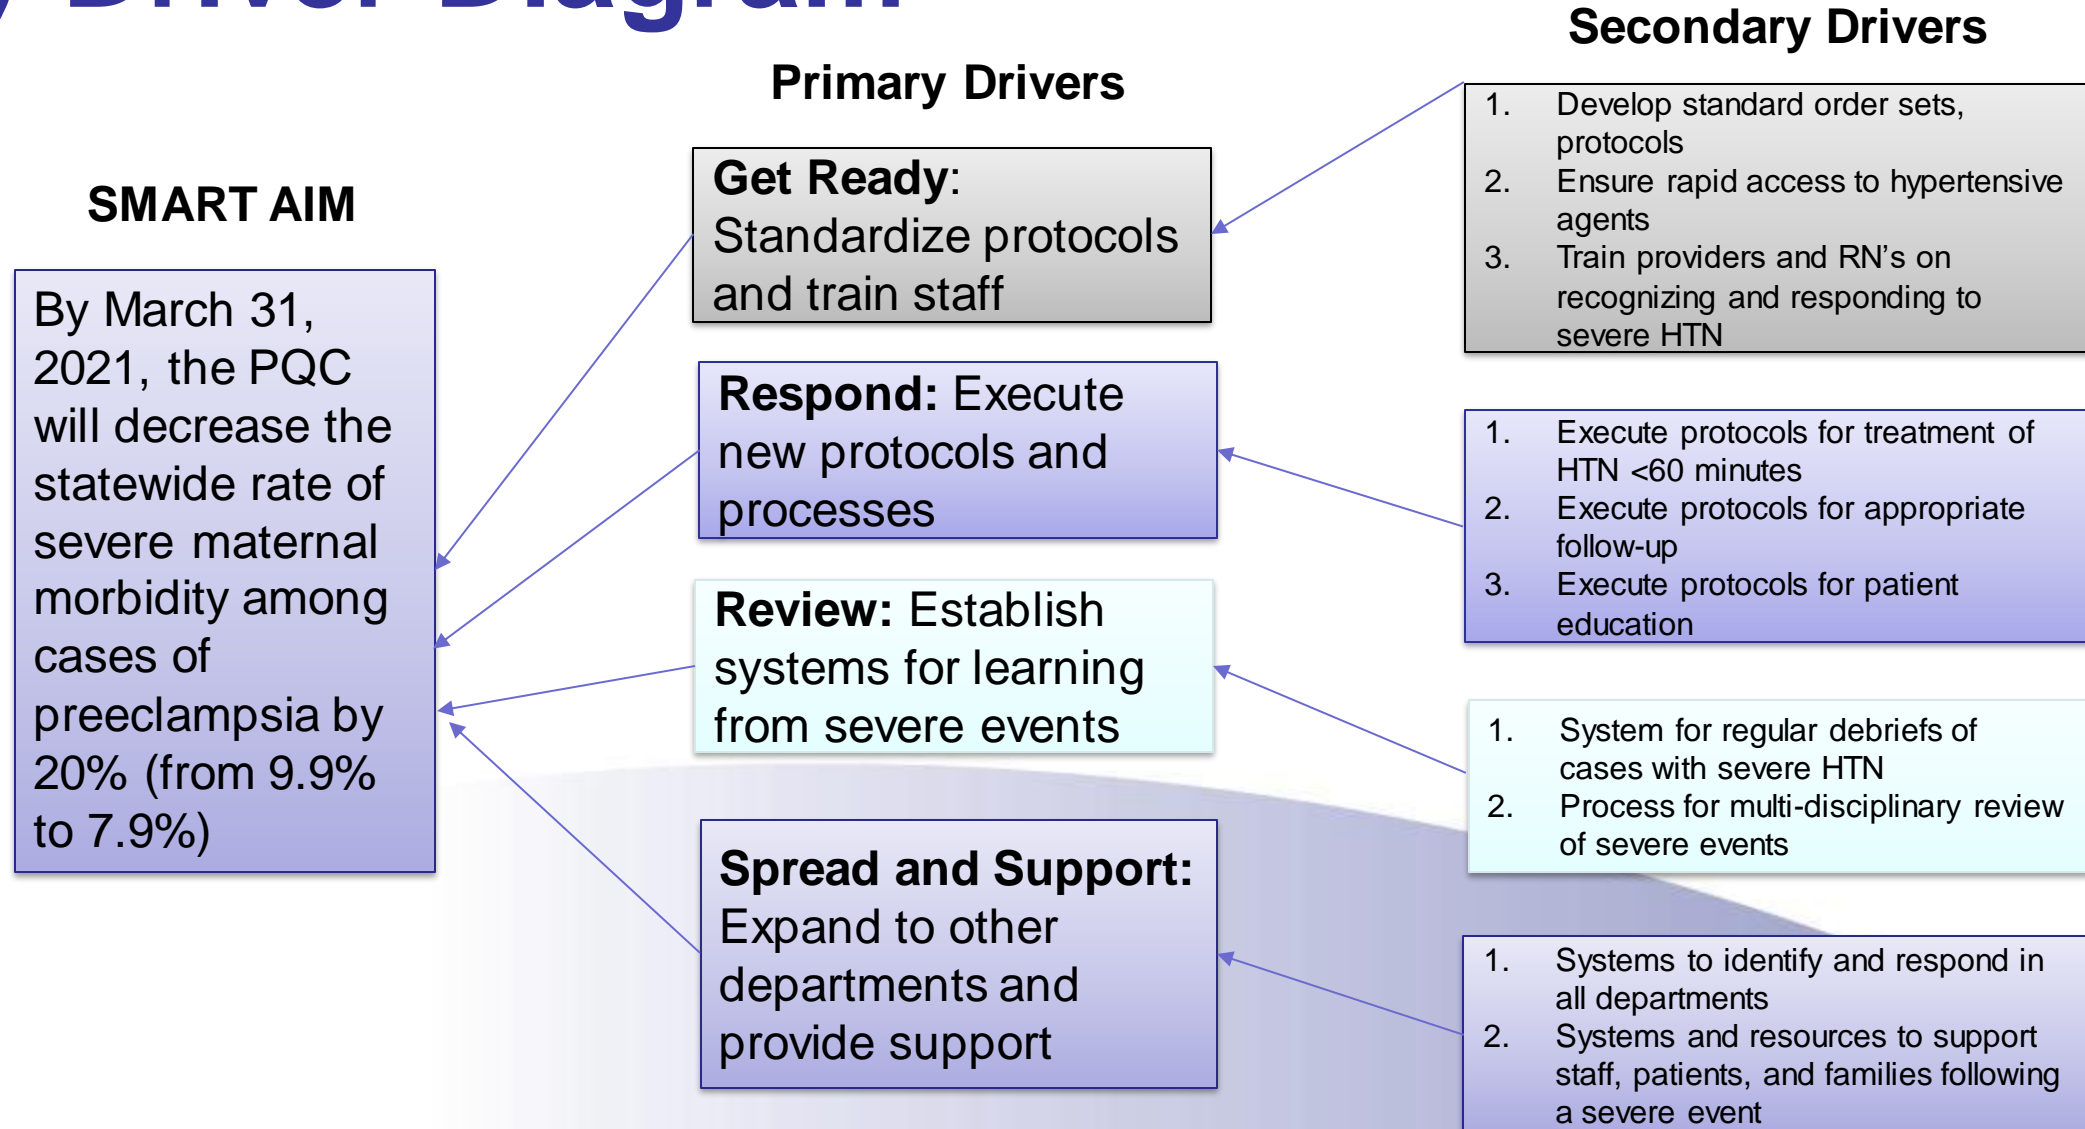 ) Driver Diagram
SMART AIM
By March 31,
2021, the PQC
will decrease the
statewide rate of
severe maternal
morbidity among
cases of
preeclampsia by
20% (from 9.9%
to 7.9%)
Primary Drivers
Get Ready:
Standardize protocols
and train staff
Respond: Execute
new protocols and
processes
Review: Establish
systems for learning
from severe events
Spread and Support:
Expand to other
departments and
provide support
Secondary Drivers
1. Develop standard order sets,
protocols
2. Ensure rapid access to hypertensive
agents
3. Train providers and RN’s on
recognizing and responding to
severe HTN
1. Execute protocols for treatment of
HTN <60 minutes
2. Execute protocols for appropriate
follow-up
3. Execute protocols for patient
education
1. System for regular debriefs of
cases with severe HTN
2. Process for multi-disciplinary review
of severe events
1. Systems to identify and respond in
all departments
2. Systems and resources to support
staff, patients, and families following
a severe event